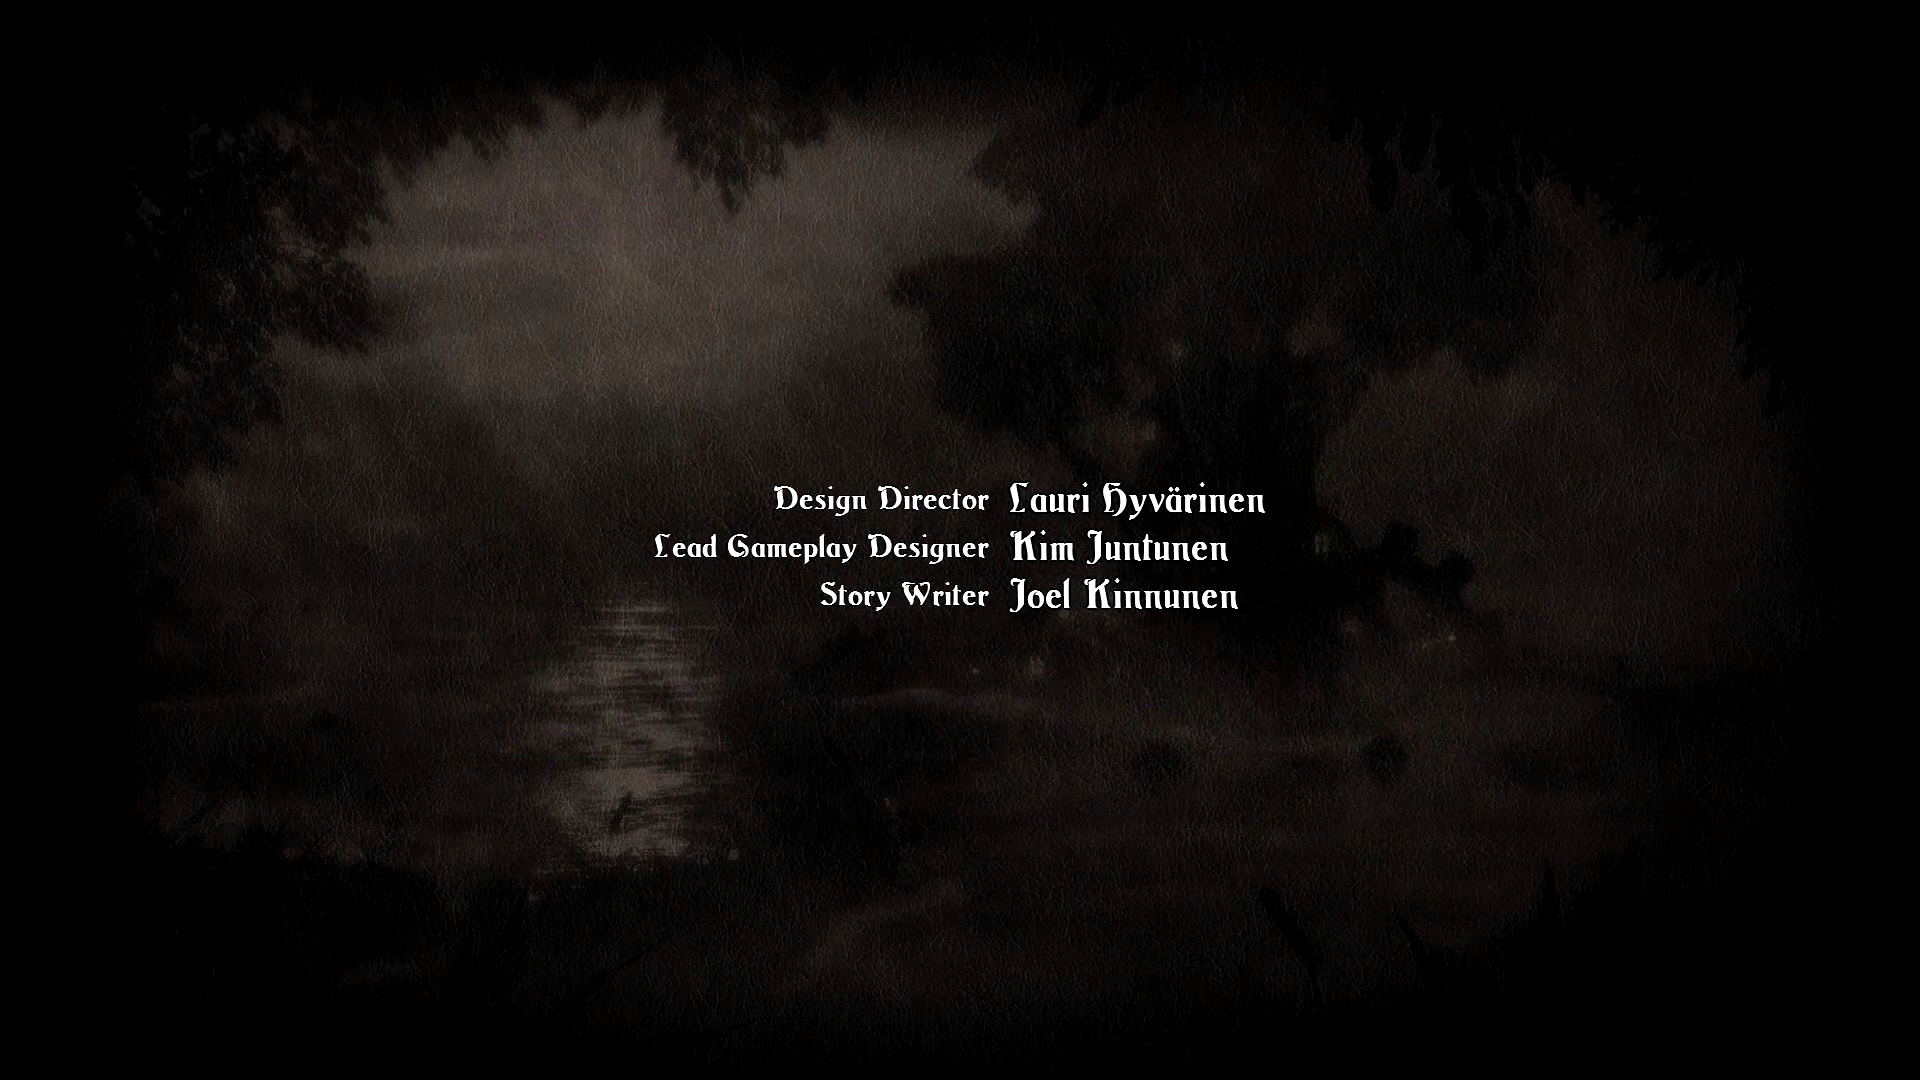 Design Director Lauri Hyvärinen
Lead Gameplay Designer Kim Juntunen
Story Writer Joel Kinnunen